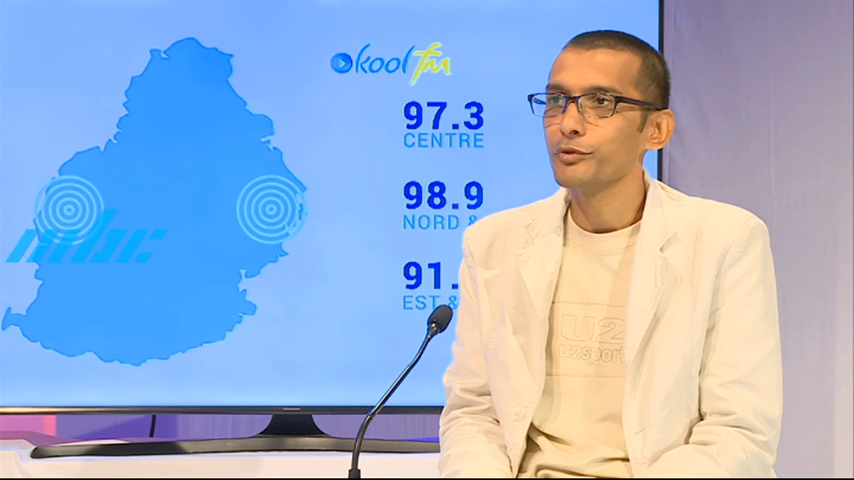 kool fm
97.3
CENTRE
98.9
NORD &
91.
EST &
mbc
U2
u2sport